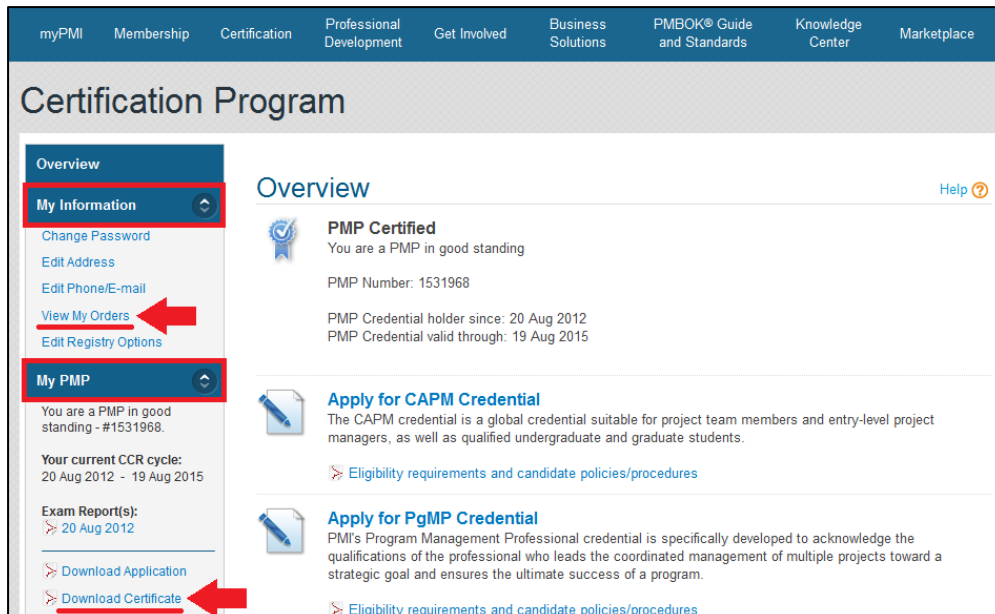 myPMI
Membership
Certification
Professional
Development
Get Involved
Business
Solutions
PMBOK® Guide
and Standards
Knowledge
Center
Marketplace
Certification Program
Overview
My Information
Change Password
Edit Address
Edit Phone/E-mail
View My Orders
Edit Registry Options
My PMP
You are a PMP in good
standing - #1531968.
Your current CCR cycle:
20 Aug 2012 - 19 Aug 2015
Exam Report(s):
20 Aug 2012
Download Application
Download Certificate
Overview
Help
PMP Certified
You are a PMP in good standing
PMP Number: 1531968
PMP Credential holder since: 20 Aug 2012
PMP Credential valid through: 19 Aug 2015
Apply for CAPM Credential
The CAPM credential is a global credential suitable for project team members and entry-level project
managers, as well as qualified undergraduate and graduate students.
Eligibility requirements and candidate policies/procedures
Apply for PgMP Credential
PMI's Program Management Professional credential is specifically developed to acknowledge the
qualifications of the professional who leads the coordinated management of multiple projects toward a
strategic goal and ensures the ultimate success of a program.
Eligibility requirements and candidate policies/procedures